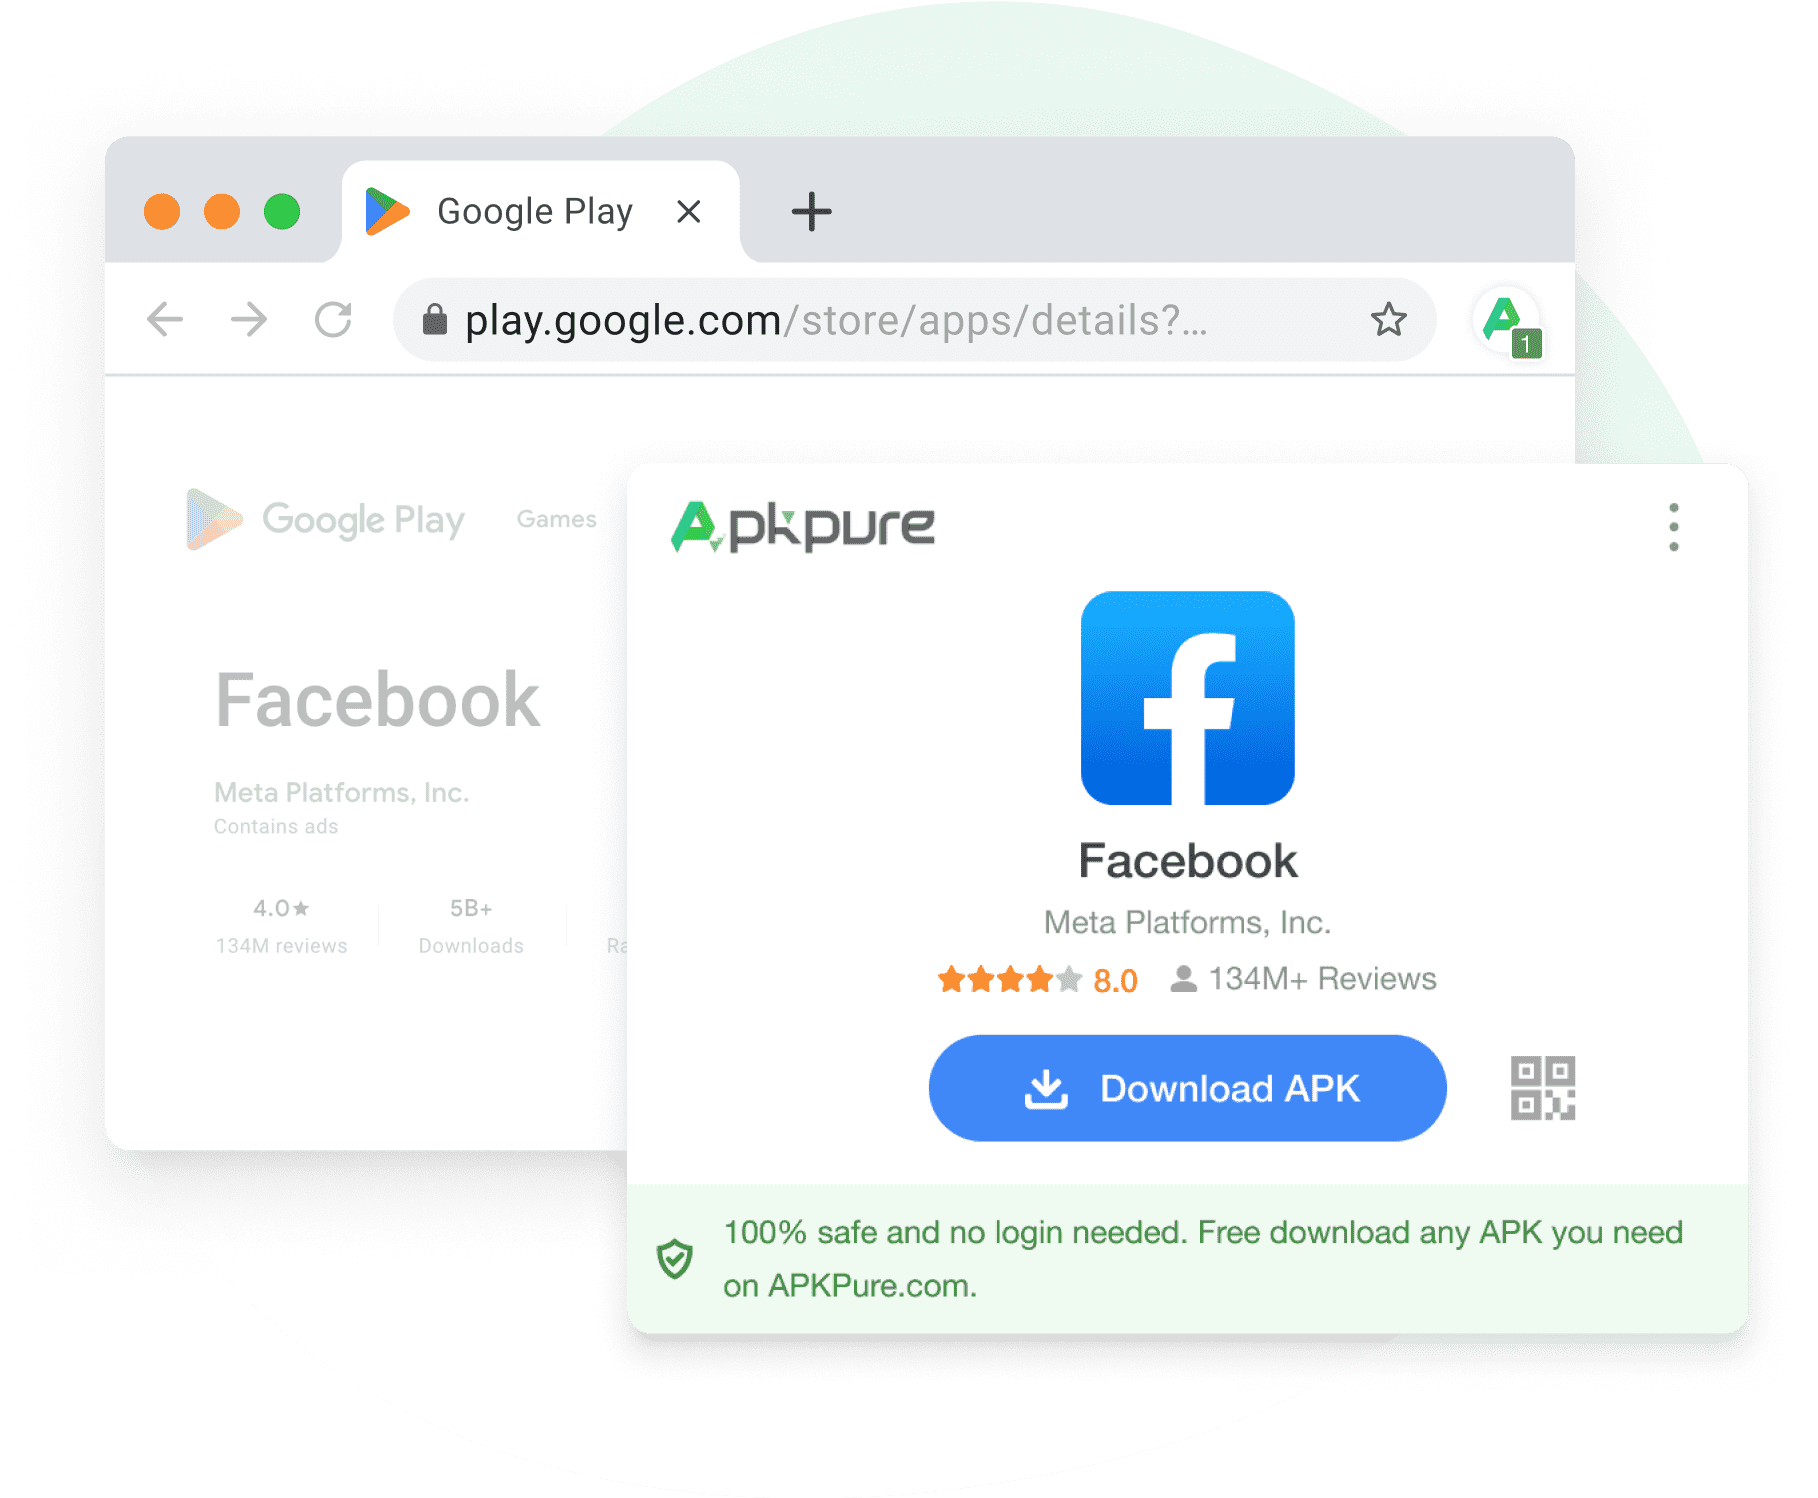 Google Play
play.google.com/store/apps/details?...
1
Google Play Games
Facebook
Meta Platforms, Inc.
Contains ads
4.0★ 5B+
134M reviews Downloads Ra
Apkpure
Facebook
Meta Platforms, Inc.
8.0 134M+ Reviews
Download APK
100% safe and no login needed. Free download any APK you need
on APKPure.com.